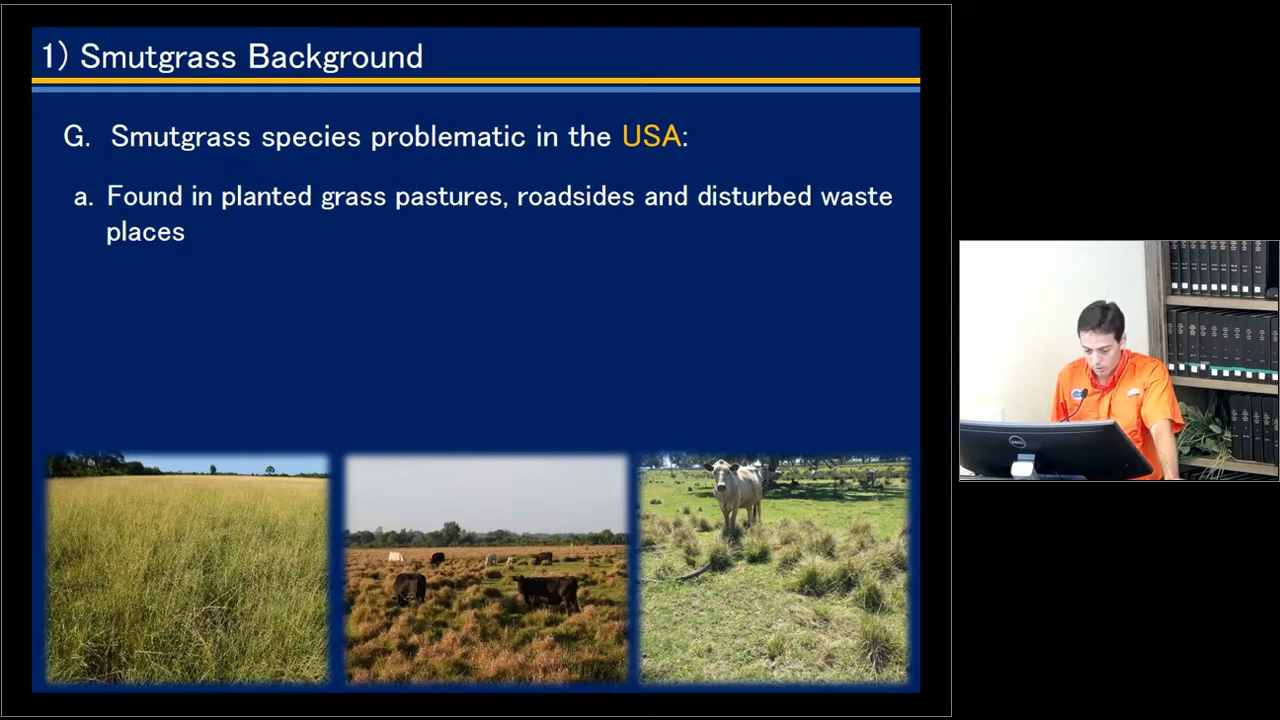 1) Smutgrass Background
G. Smutgrass species problematic in the USA:
a. Found in planted grass pastures, roadsides and disturbed waste
places
DELL